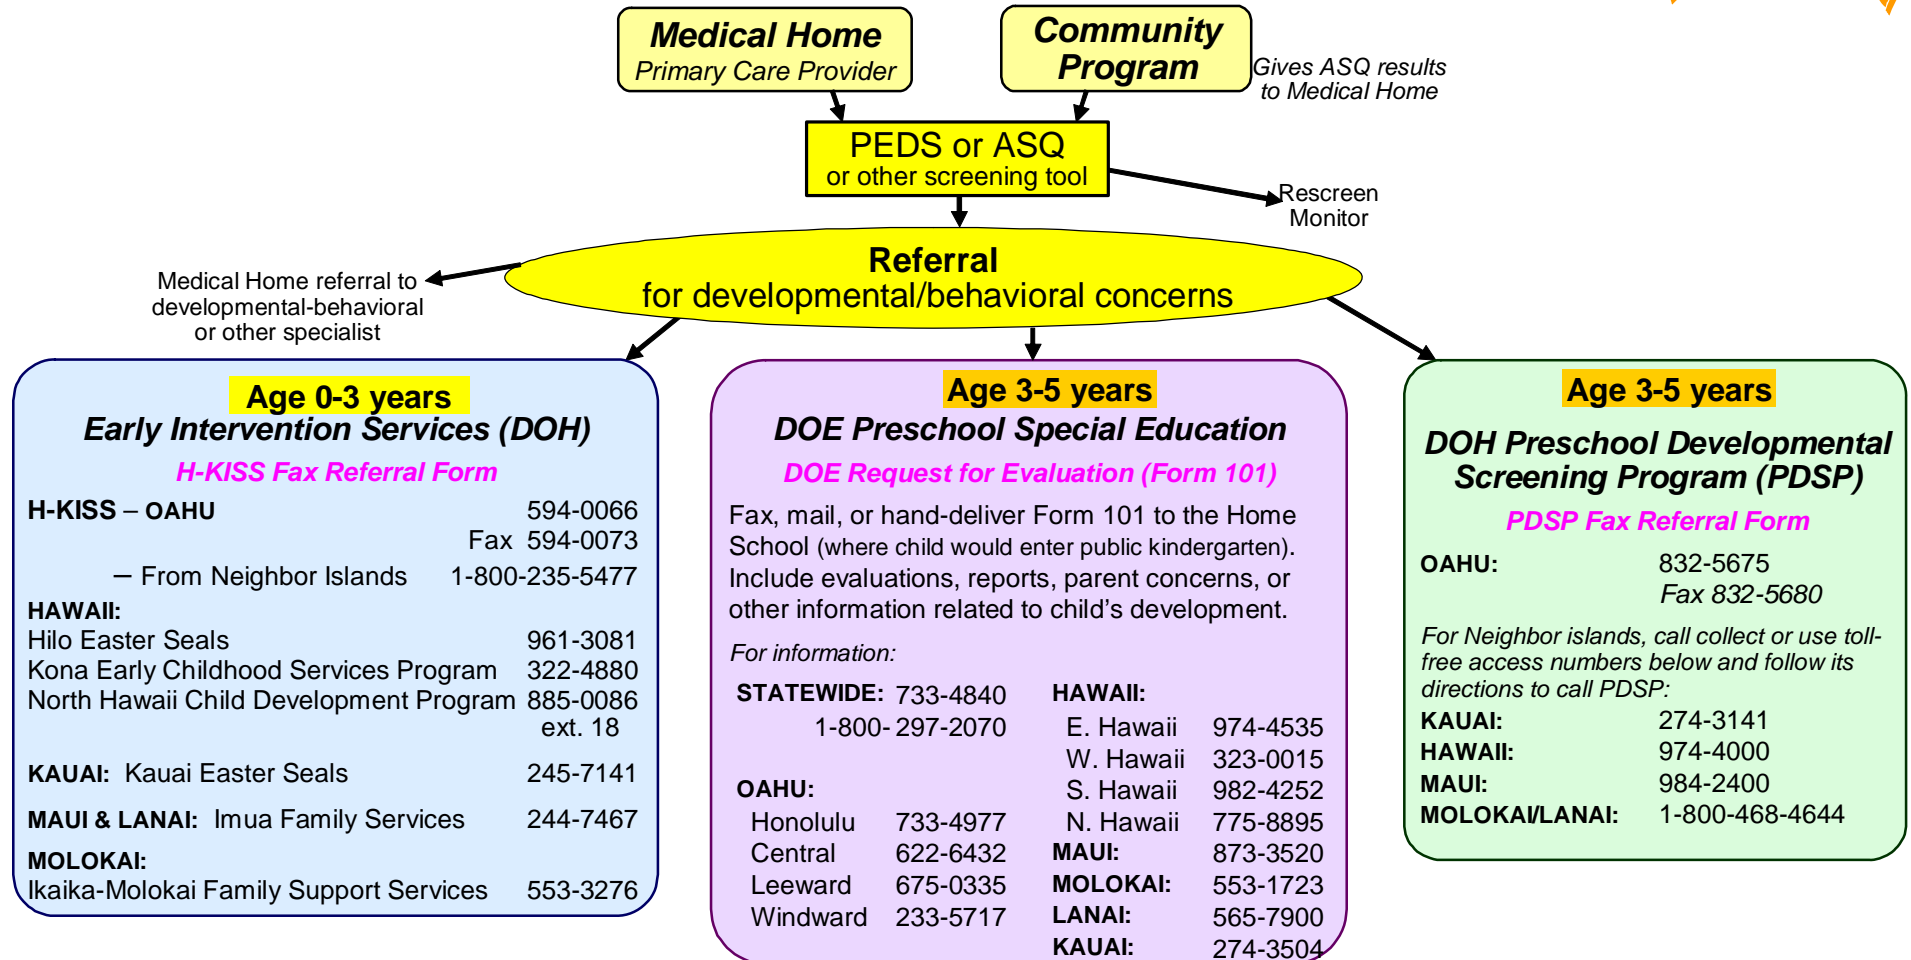 Medical Home
Primary Care Provider
Community
Program
Gives ASQ results
to Medical Home
PEDS or ASQ
or other screening tool
Rescreen
Monitor
Referral
for developmental/behavioral concerns
Medical Home referral to
developmental-behavioral
or other specialist
Age 0-3 years
Early Intervention Services (DOH)
H-KISS Fax Referral Form
H-KISS – OAHU 594-0066
Fax 594-0073
– From Neighbor Islands 1-800-235-5477
HAWAII:
Hilo Easter Seals 961-3081
Kona Early Childhood Services Program 322-4880
North Hawaii Child Development Program 885-0086
ext. 18
KAUAI: Kauai Easter Seals 245-7141
MAUI & LANAI: Imua Family Services 244-7467
MOLOKAI:
Ikaika-Molokai Family Support Services 553-3276
Age 3-5 years
DOE Preschool Special Education
DOE Request for Evaluation (Form 101)
Fax, mail, or hand-deliver Form 101 to the Home
School (where child would enter public kindergarten).
Include evaluations, reports, parent concerns, or
other information related to child's development.
For information:
STATEWIDE: 733-4840
1-800- 297-2070
OAHU:
Honolulu 733-4977
Central 622-6432
Leeward 675-0335
Windward 233-5717
HAWAII:
E. Hawaii 974-4535
W. Hawaii 323-0015
S. Hawaii 982-4252
N. Hawaii 775-8895
MAUI: 873-3520
MOLOKAI: 553-1723
LANAI: 565-7900
KAUAI: 274-3504
Age 3-5 years
DOH Preschool Developmental
Screening Program (PDSP)
PDSP Fax Referral Form
OAHU: 832-5675
Fax 832-5680
For Neighbor islands, call collect or use toll-
free access numbers below and follow its
directions to call PDSP:
KAUAI: 274-3141
HAWAII: 974-4000
MAUI: 984-2400
MOLOKAI/LANAI: 1-800-468-4644